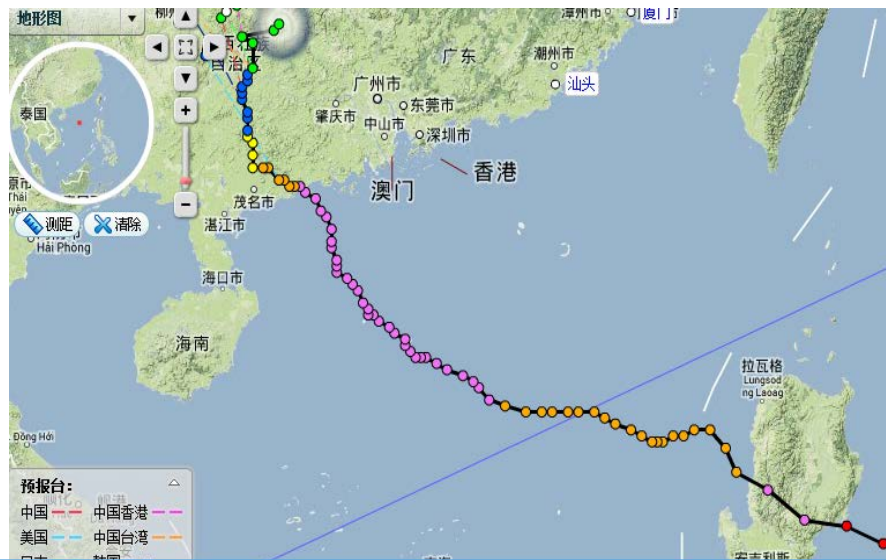 地形图
泰国
测距
清除
Hải Phòng
广东
广州市
肇庆市
东莞市
中山市
深圳市
潮州市
汕头
漳州市
厦门
香港
澳门
茂名市
湛江市
海口市
海南
Đồng Hới
拉瓦格
Lungsod
ng Laoag
预报台:
中国
中国香港
美国
中国台湾